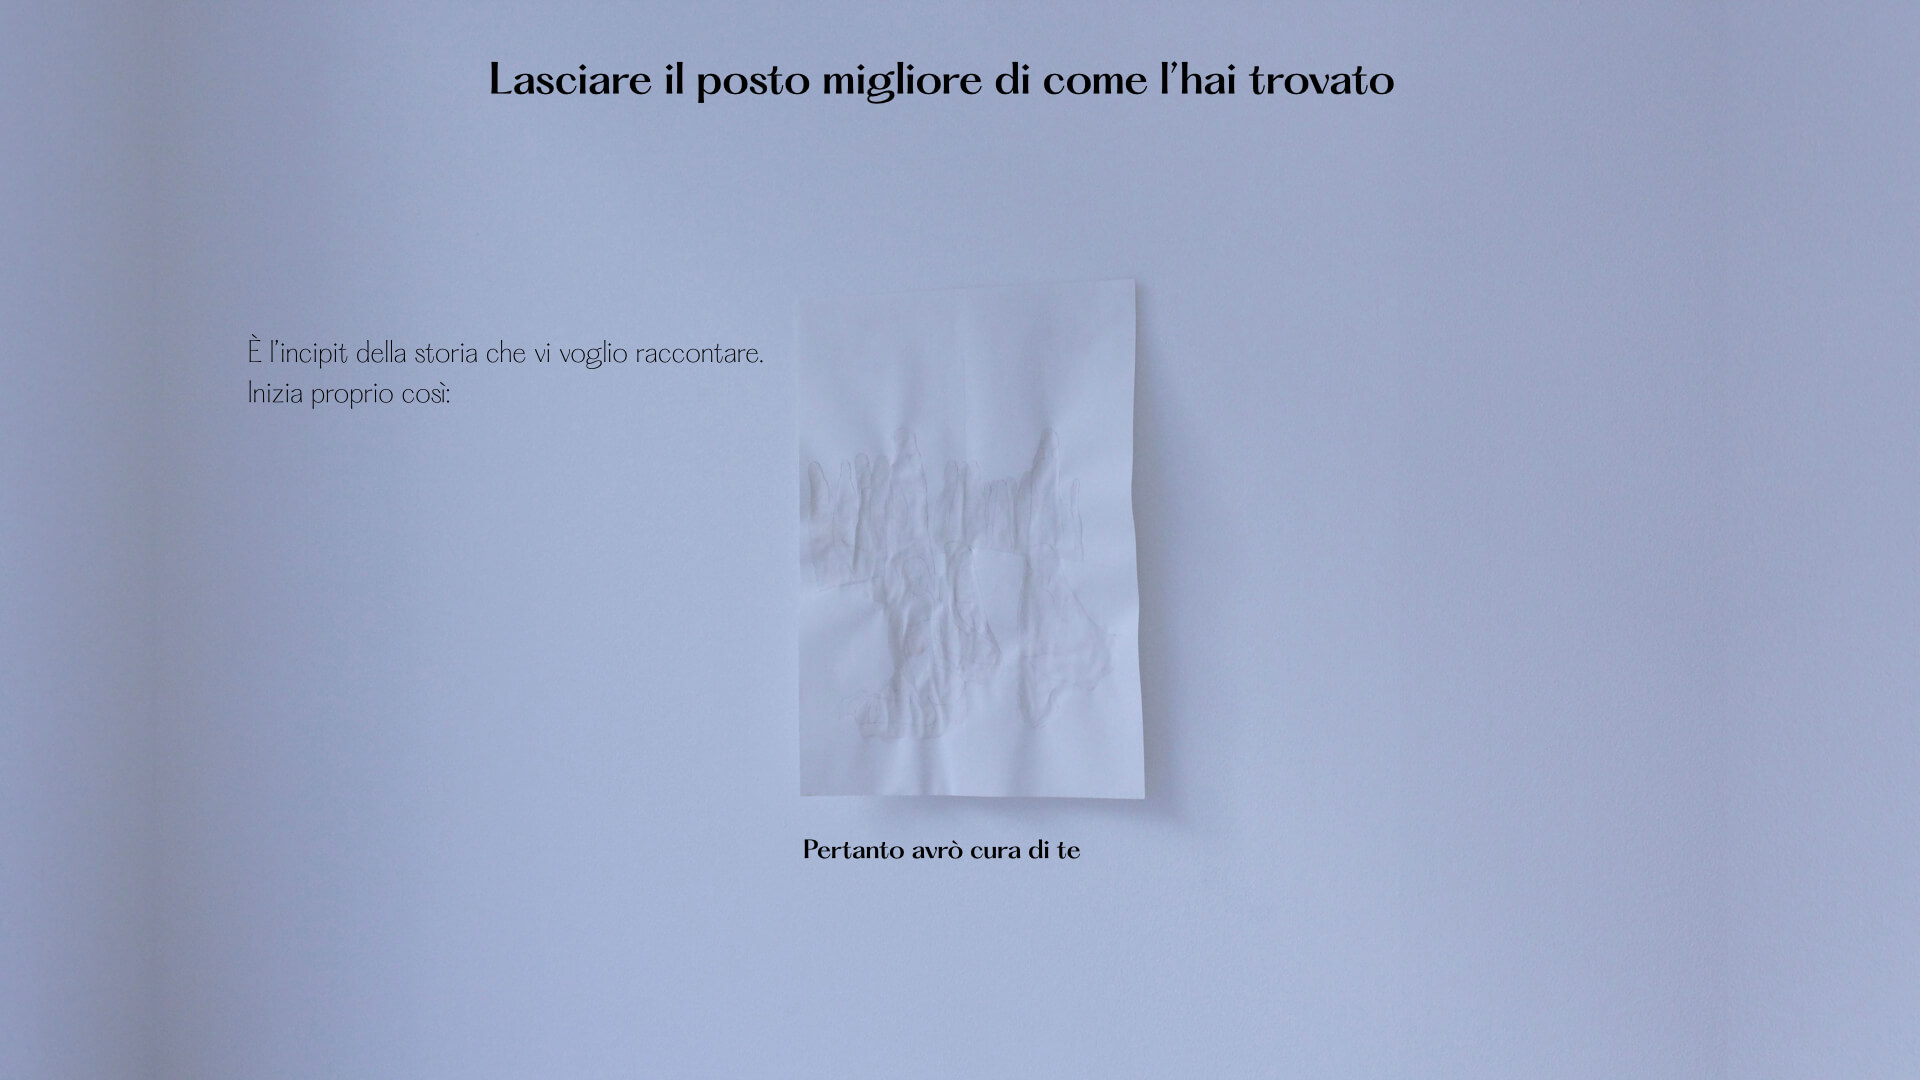 Lasciare il posto migliore di come l'hai trovato
È l'incipit della storia che vi voglio raccontare.
Inizia proprio così:
Pertanto avrò cura di te